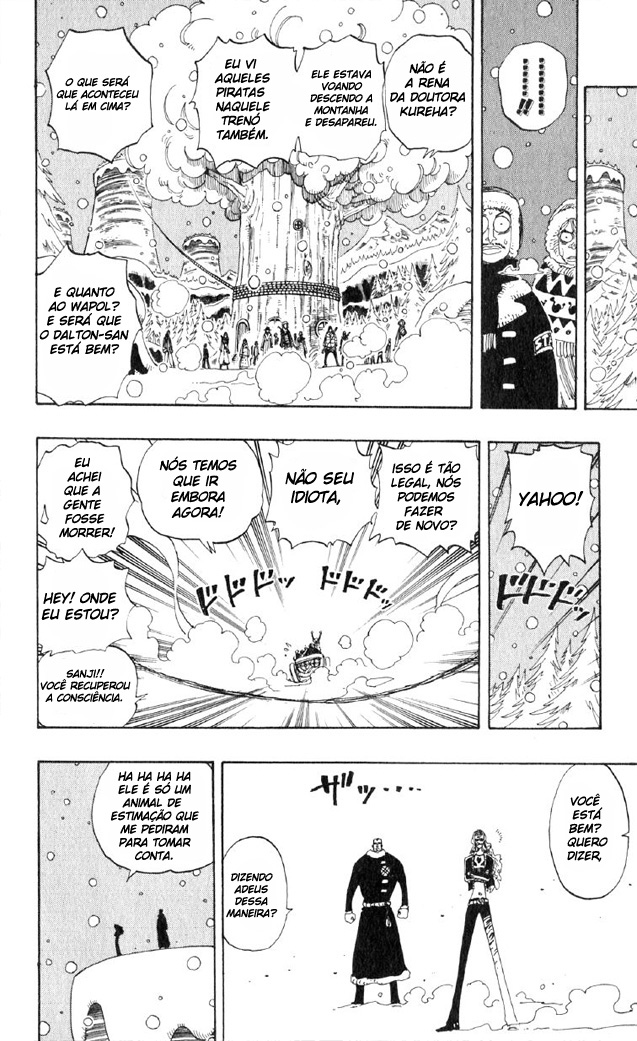 !!
NÃO É
A RENA
DA DOUTORA
KUREHA?
ELE ESTAVA
VOANDO
DESCENDO A
MONTANHA
E DESAPAREU.
EU VI
AQUELES
PIRATAS
NAQUELE
TRENÓ
TAMBÉM.
O QUE SERÁ
QUE ACONTECEU
LÁ EM CIMA?
E QUANTO
AO WAPOL?
E SERÁ QUE
O DALTON-SAN
ESTÁ BEM?
YAHOO!
ドドドッ
ISSO É TÃO
LEGAL, NÓS
PODEMOS
FAZER
DE NOVO?
NÃO SEU
IDIOTA,
NÓS TEMOS
QUE IR
EMBORA
AGORA!
EU
ACHEI
QUE A
GENTE
FOSSE
MORRER!
ドドドッ
ドドドッ
HEY! ONDE
EU ESTOU?
SANJI!!
VOCÊ RECUPEROU
A CONSCIÊNCIA.
VOCÊ
ESTÁ
BEM?
QUERO
DIZER,
ザッ・・・・
DIZENDO
ADEUS
DESSA
MANEIRA?
HA HA HA HA
ELE É SÓ UM
ANIMAL DE
ESTIMAÇÃO QUE
ME PEDIRAM
PARA TOMAR
CONTA.